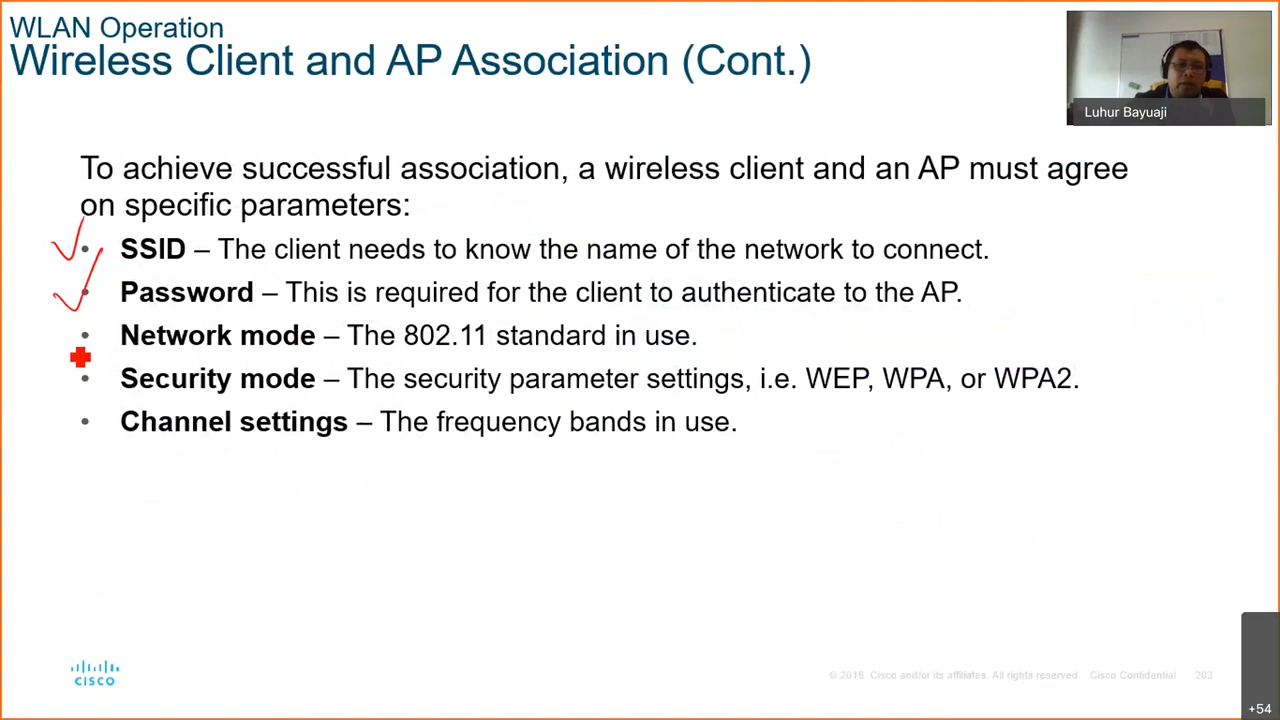 WLAN Operation
Wireless Client and AP Association (Cont.)
Luhur Bayuaji
To achieve successful association, a wireless client and an AP must agree
on specific parameters:
• SSID – The client needs to know the name of the network to connect.
• Password – This is required for the client to authenticate to the AP.
• Network mode – The 802.11 standard in use.
• Security mode – The security parameter settings, i.e. WEP, WPA, or WPA2.
• Channel settings – The frequency bands in use.
CISCO
© 2016 Cisco and/or its affiliates. All rights reserved. Cisco Confidential 203
+54